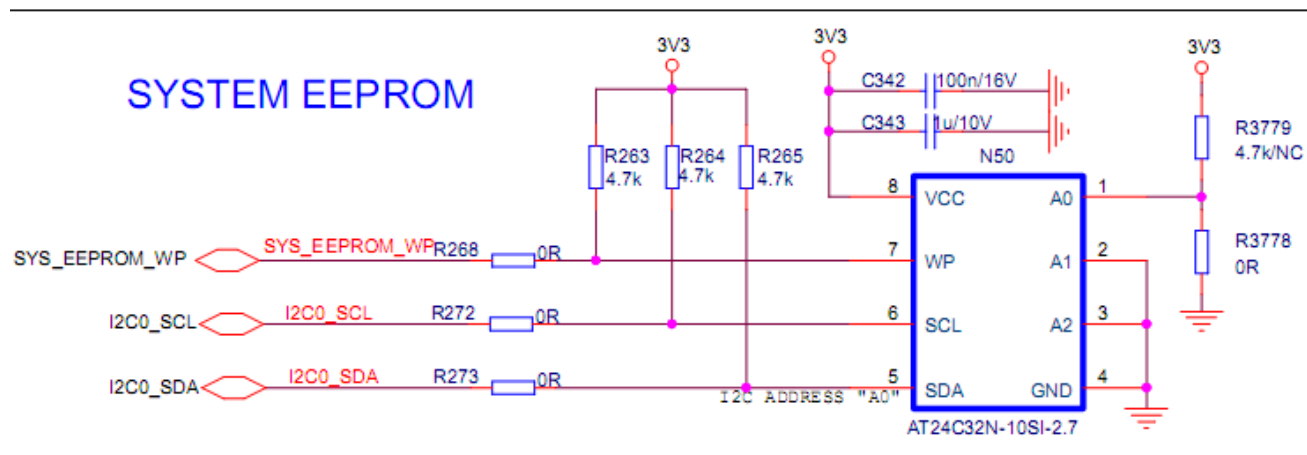 SYSTEM EEPROM
3V3
3V3
3V3
C342 100n/16V
C343 1u/10V
R3779
4.7k/NC
R263
4.7k
R264
4.7k
R265
4.7k
N50
8 VCC A0 1
SYS_EEPROM_WP SYS_EEPROM_WP R268 0R 7 WP A1 2
R3778
0R
I2C0_SCL I2C0_SCL R272 0R 6 SCL A2 3
I2C0_SDA I2C0_SDA R273 0R 5 SDA GND 4
I2C ADDRESS "A0"
AT24C32N-10SI-2.7